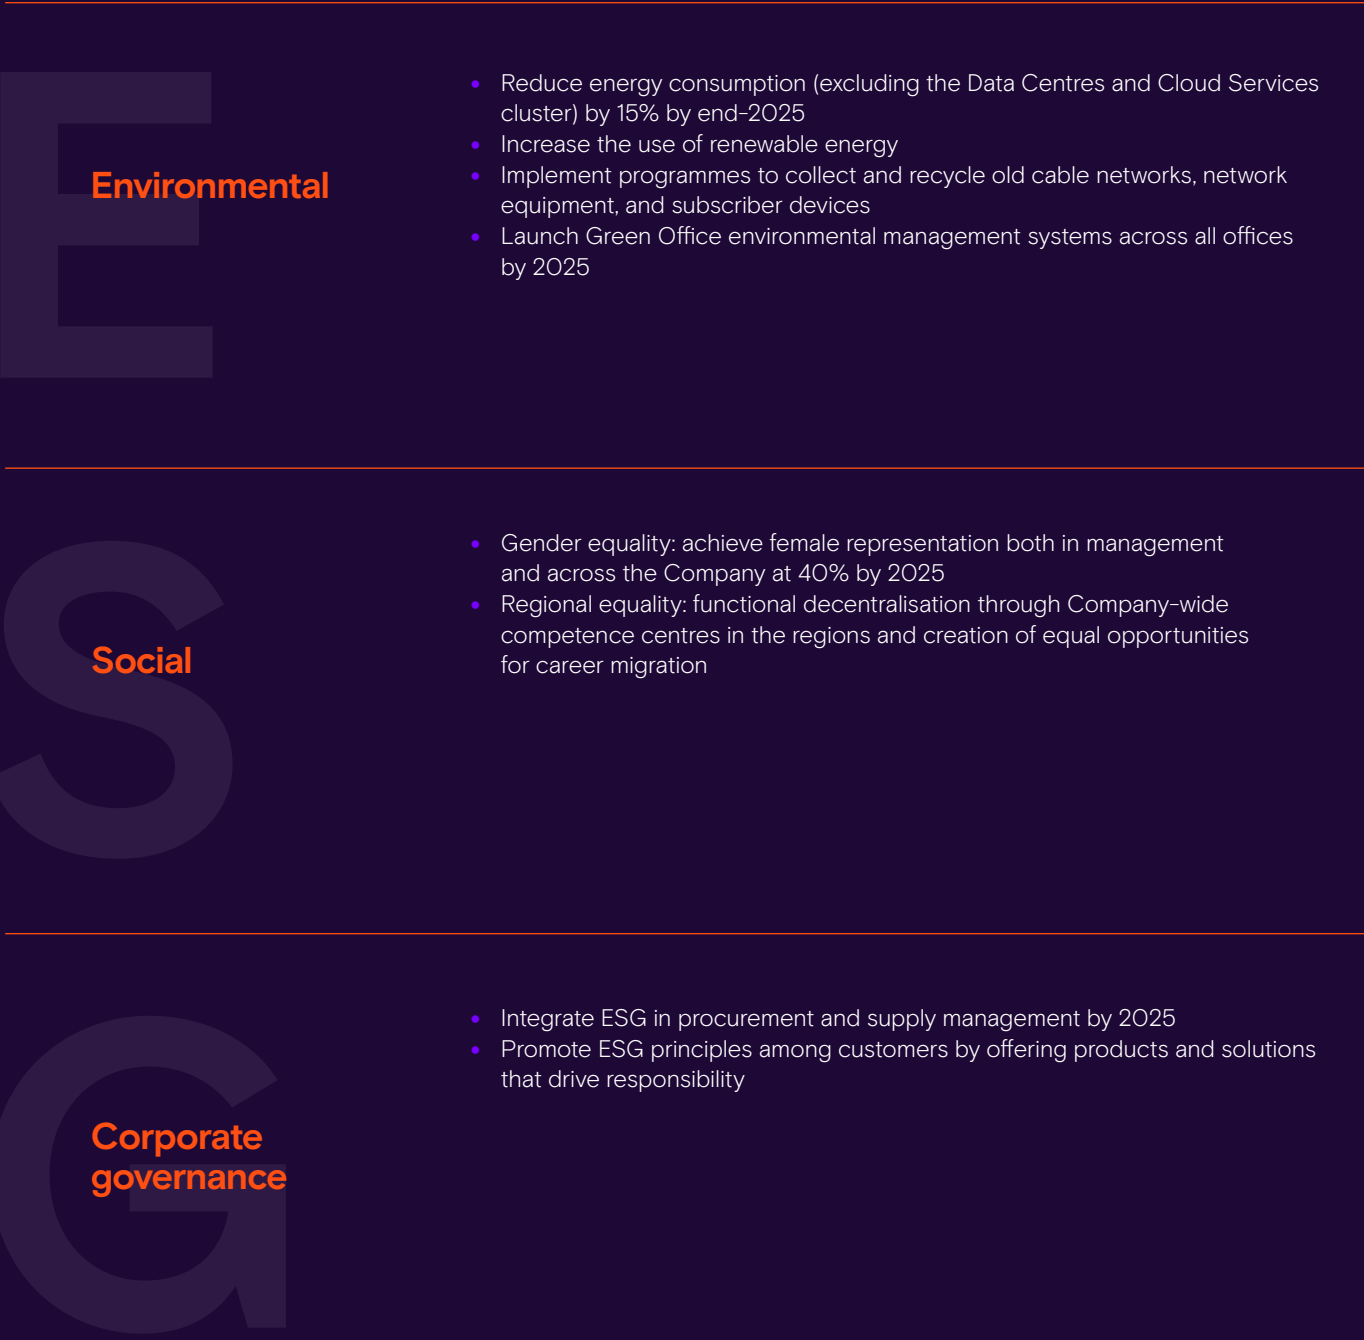 E
Environmental
• Reduce energy consumption (excluding the Data Centres and Cloud Services
cluster) by 15% by end-2025
• Increase the use of renewable energy
• Implement programmes to collect and recycle old cable networks, network
equipment, and subscriber devices
• Launch Green Office environmental management systems across all offices
by 2025
S
Social
• Gender equality: achieve female representation both in management
and across the Company at 40% by 2025
• Regional equality: functional decentralisation through Company-wide
competence centres in the regions and creation of equal opportunities
for career migration
G
Corporate
governance
• Integrate ESG in procurement and supply management by 2025
• Promote ESG principles among customers by offering products and solutions
that drive responsibility